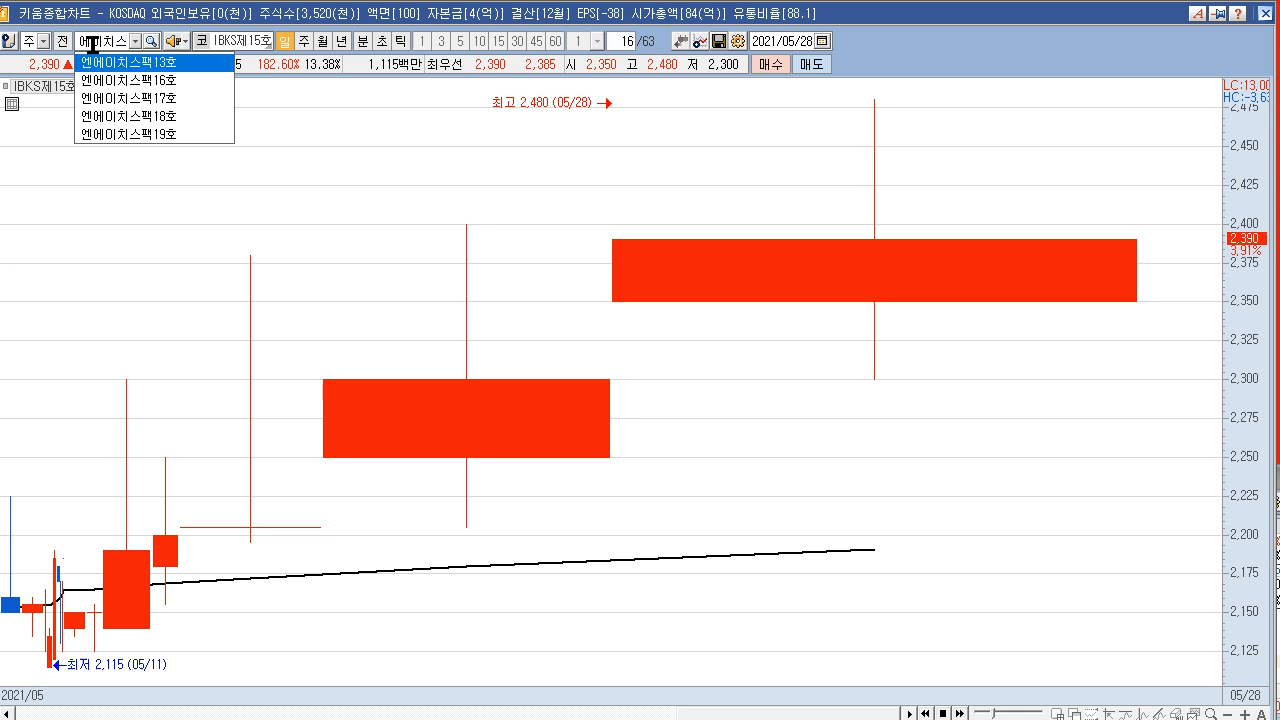 키움종합차트 - KOSDAQ 외국인보유[0(천)] 주식수[3,520(천)] 액면[100] 자본금[4(억)] 결산[12월] EPS[-38] 시가총액[84(억)] 유통비율[88.1]
주 전 에이치스 코 IBKS제15호 일 주 월 년 분 초 틱 1 3 5 10 15 30 45 60 1 16 /63 2021/05/28
2,390 ▲ 5 182.60% 13.38% 1,115백만 최우선 2,390 2,385 시 2,350 고 2,480 저 2,300 매수 매도
엔에이치스팩13호
엔에이치스팩16호
엔에이치스팩17호
엔에이치스팩18호
엔에이치스팩19호
IBKS제15호
LC:13,00
HC:-3,63
최고 2,480 (05/28)
2,475
2,450
2,425
2,400
2,390
3.91%
2,375
2,350
2,325
2,300
2,275
2,250
2,225
2,200
2,175
2,150
2,125
최저 2,115 (05/11)
2021/05
05/28
A